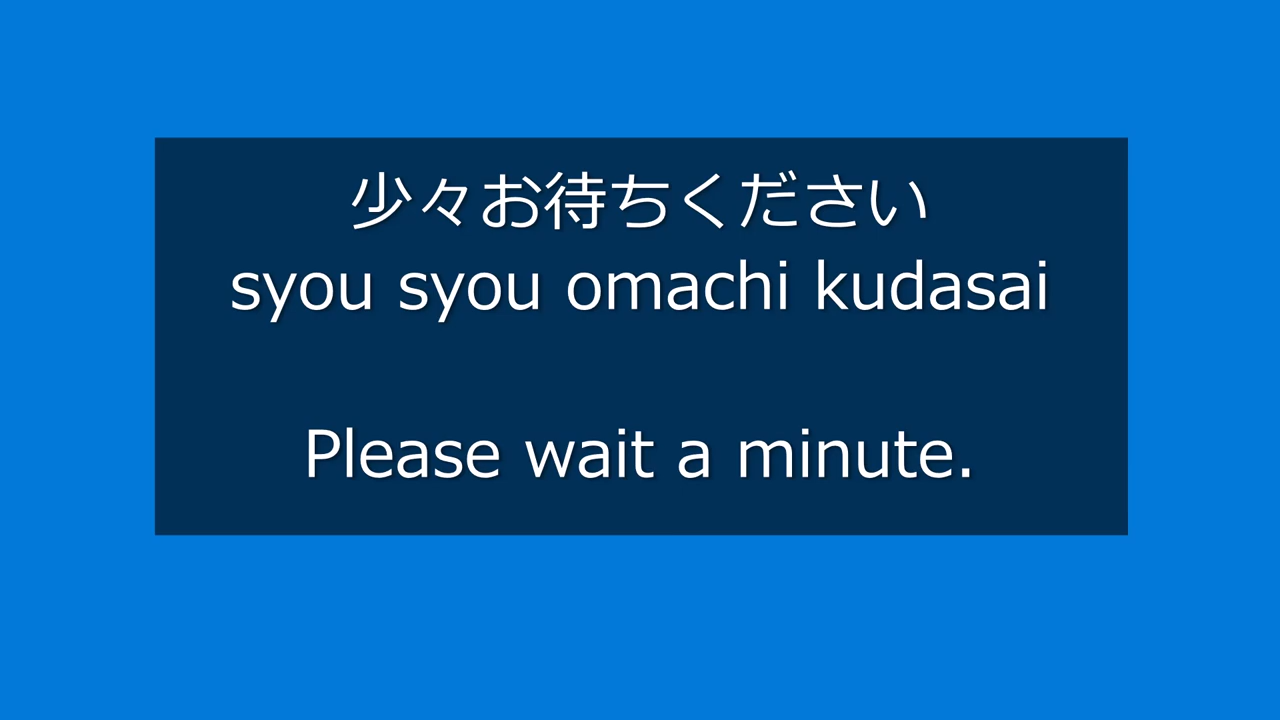 少々お待ちください
syou syou omachi kudasai
Please wait a minute.